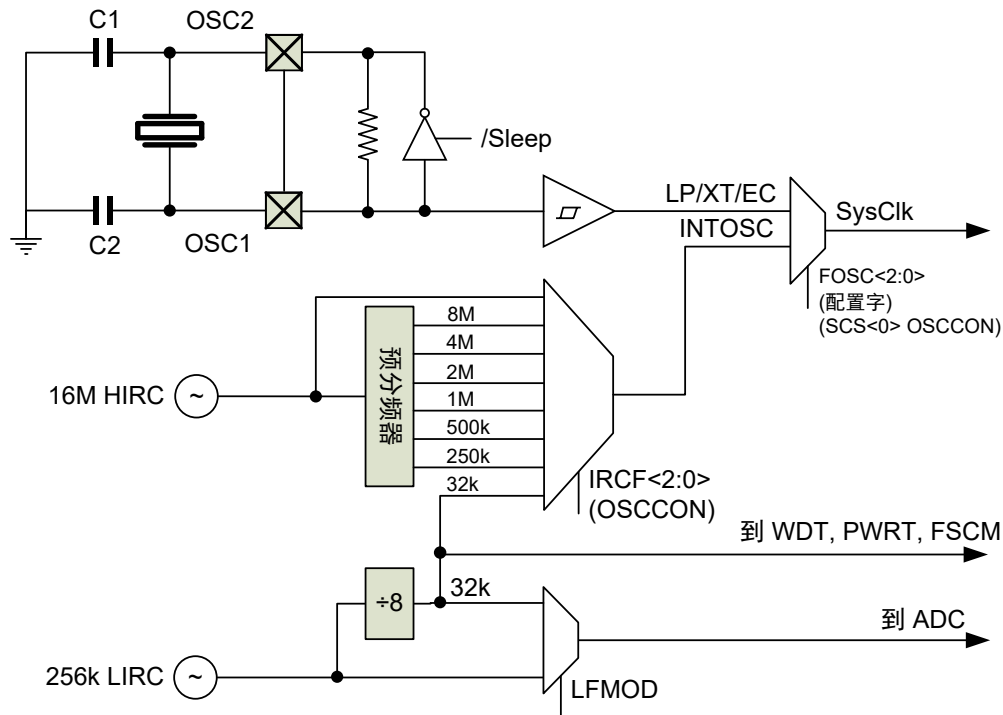 C1
OSC2
/Sleep
C2
OSC1
LP/XT/EC
INTOSC
SysClk
FOSC<2:0>
(配置字)
(SCS<0> OSCCON)
16M HIRC
~
预分频器
8M
4M
2M
1M
500k
250k
32k
IRCF<2:0>
(OSCCON)
到 WDT, PWRT, FSCM
÷8
32k
到 ADC
256k LIRC
~
LFMOD